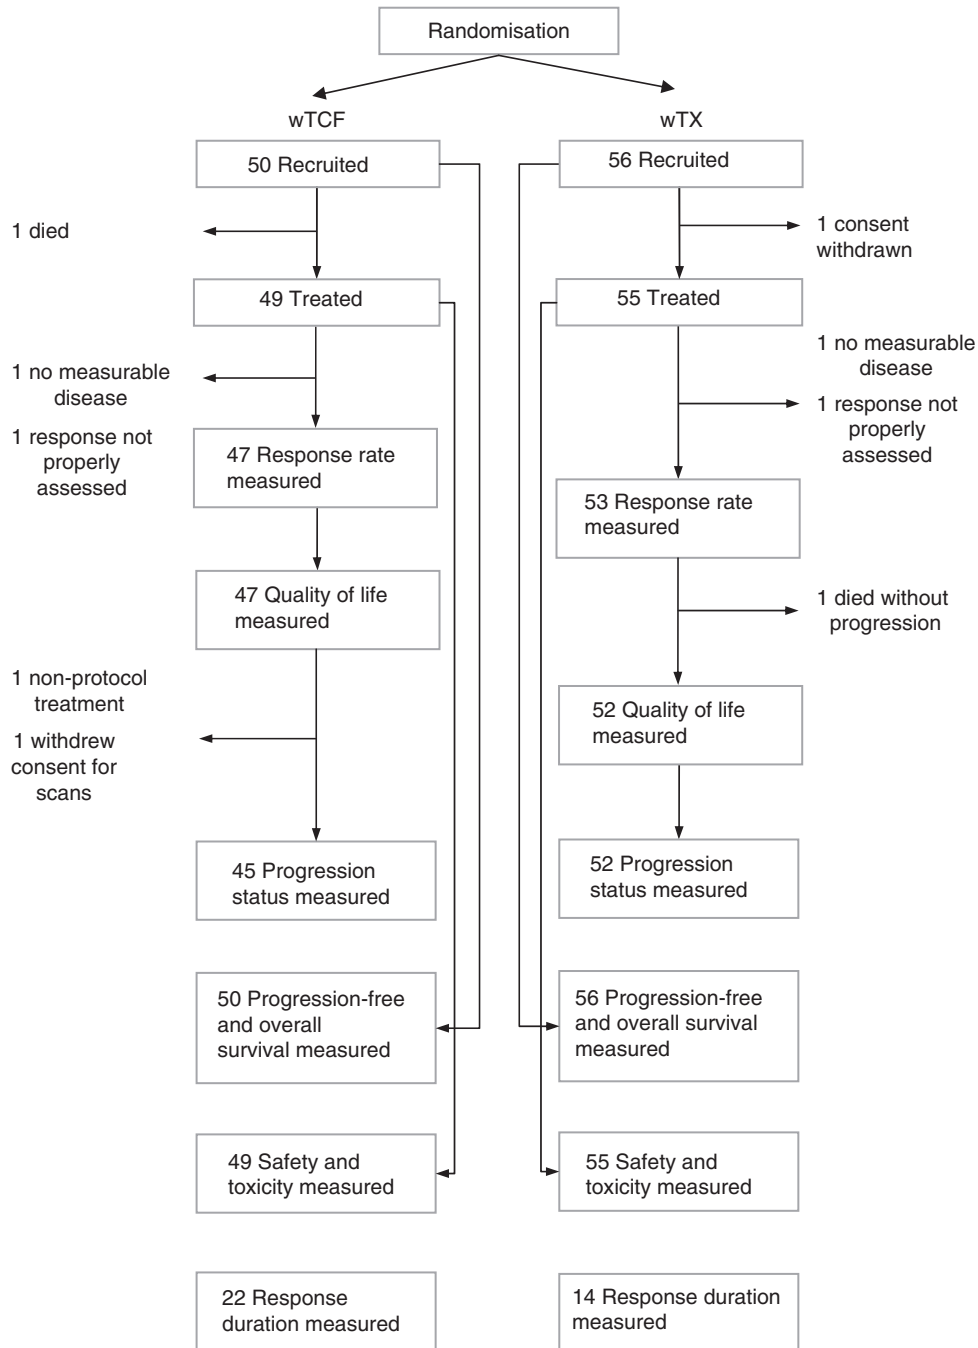 Randomisation
wTCF
wTX
50 Recruited
56 Recruited
1 died
1 consent
withdrawn
49 Treated
55 Treated
1 no measurable
disease
1 response not
properly
assessed
1 no measurable
disease
1 response not
properly
assessed
47 Response rate
measured
53 Response rate
measured
47 Quality of life
measured
1 died without
progression
1 non-protocol
treatment
1 withdrew
consent for
scans
52 Quality of life
measured
45 Progression
status measured
52 Progression
status measured
50 Progression-free
and overall
survival measured
56 Progression-free
and overall survival
measured
49 Safety and
toxicity measured
55 Safety and
toxicity measured
22 Response
duration measured
14 Response duration
measured